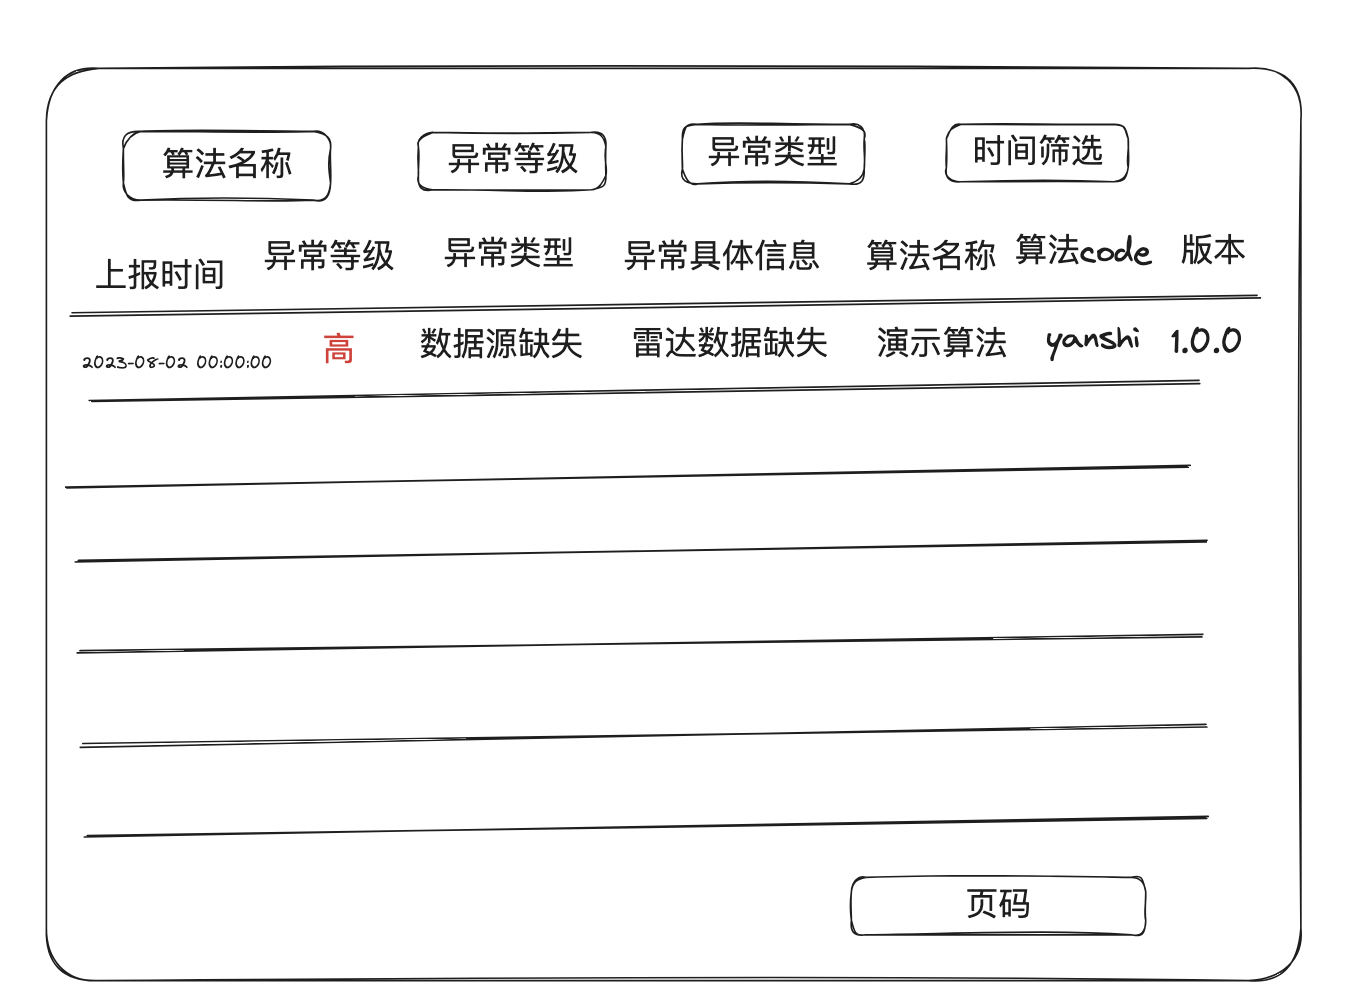 算法名称 异常等级 异常类型 时间筛选
上报时间 异常等级 异常类型 异常具体信息 算法名称 算法code 版本
2023-08-02 00:00:00 高 数据源缺失 雷达数据缺失 演示算法 yanshi 1.0.0
页码